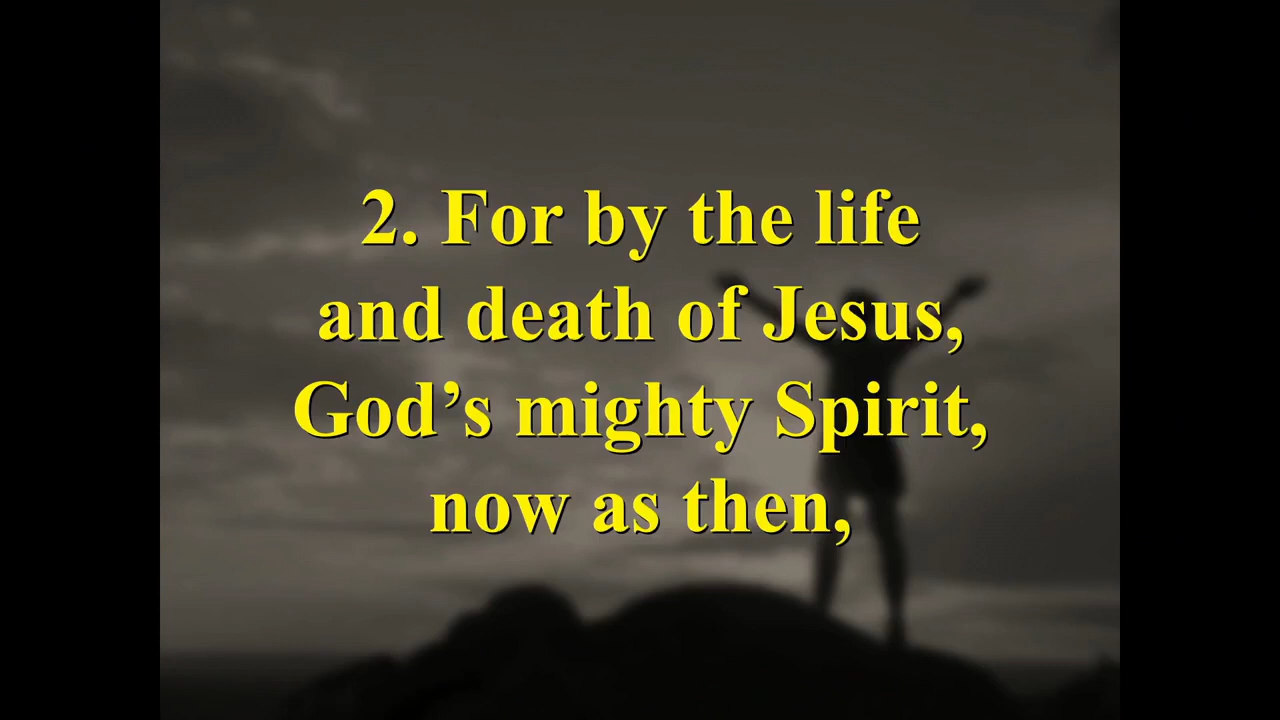 2. For by the life
and death of Jesus,
God’s mighty Spirit,
now as then,